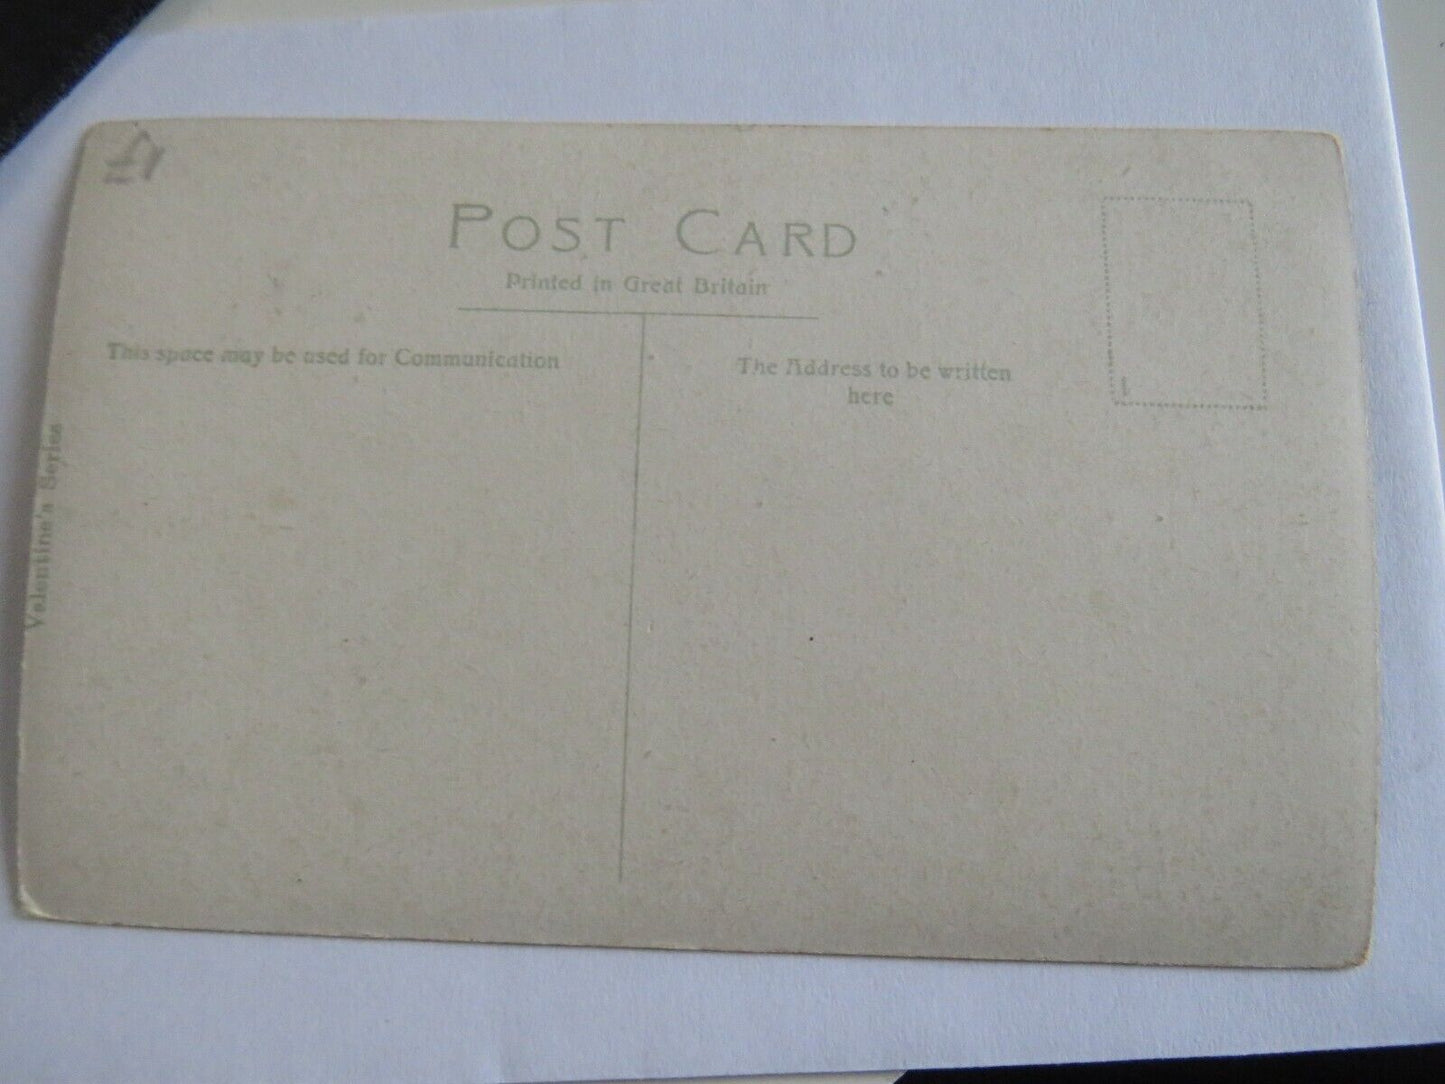 POST CARD
Printed in Great Britain
This space may be used for Communication
The Address to be written
here
Valentine's Series